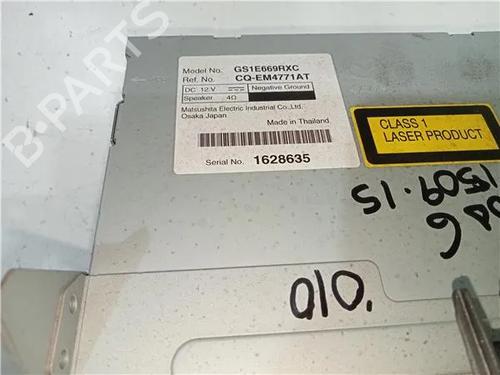 Model No. GS1E669RXC
Ref. No. CQ-EM4771AT
DC 12 V Negative Ground
Speaker 4Ω
Matsushita Electric Industrial Co., Ltd.
Osaka Japan
Made in Thailand
Serial No. 1628635
CLASS 1
LASER PRODUCT
1509.15
010.
B-PARTS